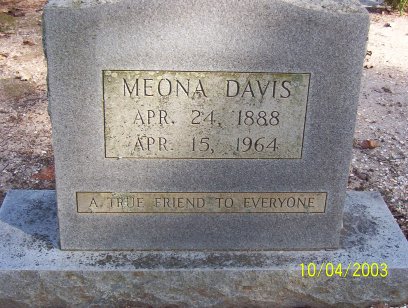 MEONA DAVIS
APR. 24, 1888
APR. 15, 1964
A TRUE FRIEND TO EVERYONE
10/04/2003